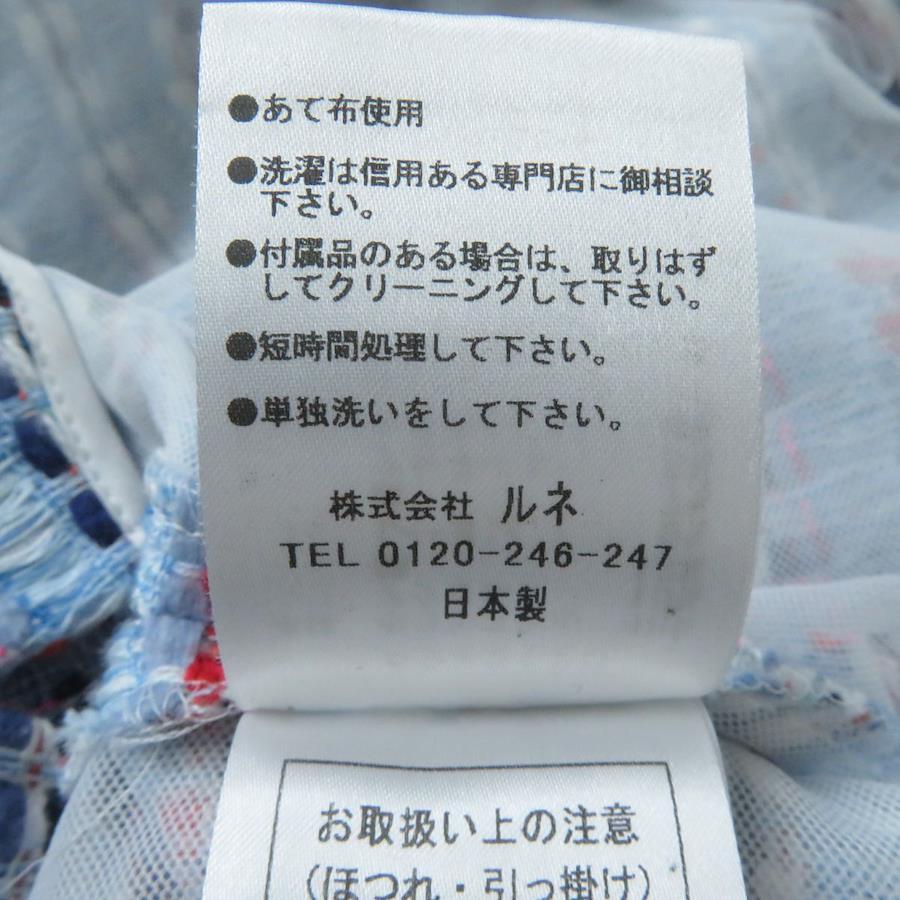 ●あて布使用
●洗濯は信用ある専門店に御相談
下さい。
●付属品のある場合は、取りはず
してクリーニングして下さい。
●短時間処理して下さい。
●単独洗いをして下さい。
株式会社 ルネ
TEL 0120-246-247
日本製
お取扱い上の注意
(ほつれ・引っ掛け)